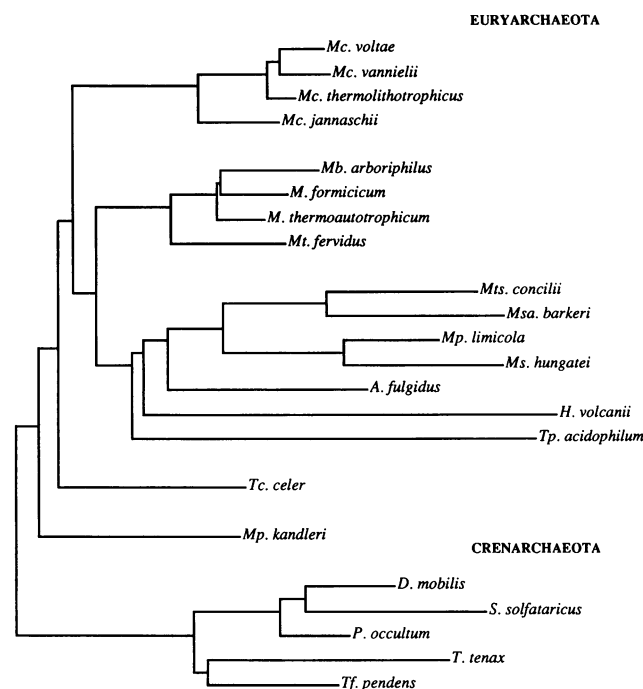 EURYARCHAEOTA
Mc. voltae
Mc. vannielii
Mc. thermolithotrophicus
Mc. jannaschii
Mb. arboriphilus
M. formicicum
M. thermoautotrophicum
Mt. fervidus
Mts. concilii
Msa. barkeri
Mp. limicola
Ms. hungatei
A. fulgidus
H. volcanii
Tp. acidophilum
Tc. celer
Mp. kandleri
CRENARCHAEOTA
D. mobilis
S. solfataricus
P. occultum
T. tenax
Tf. pendens